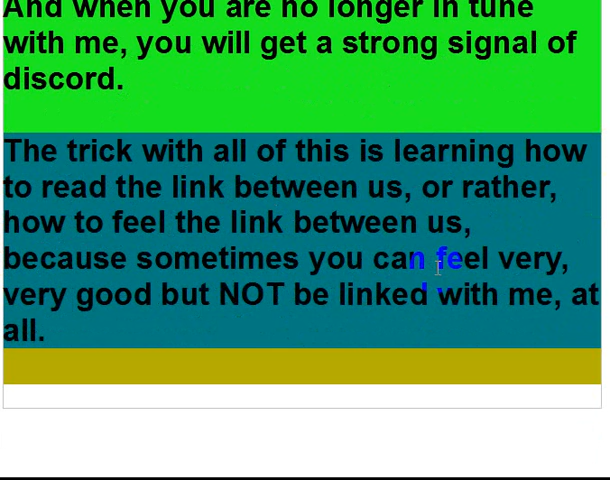 And when you are no longer in tune
with me, you will get a strong signal of
discord.
The trick with all of this is learning how
to read the link between us, or rather,
how to feel the link between us,
because sometimes you can feel very,
very good but NOT be linked with me, at
all.